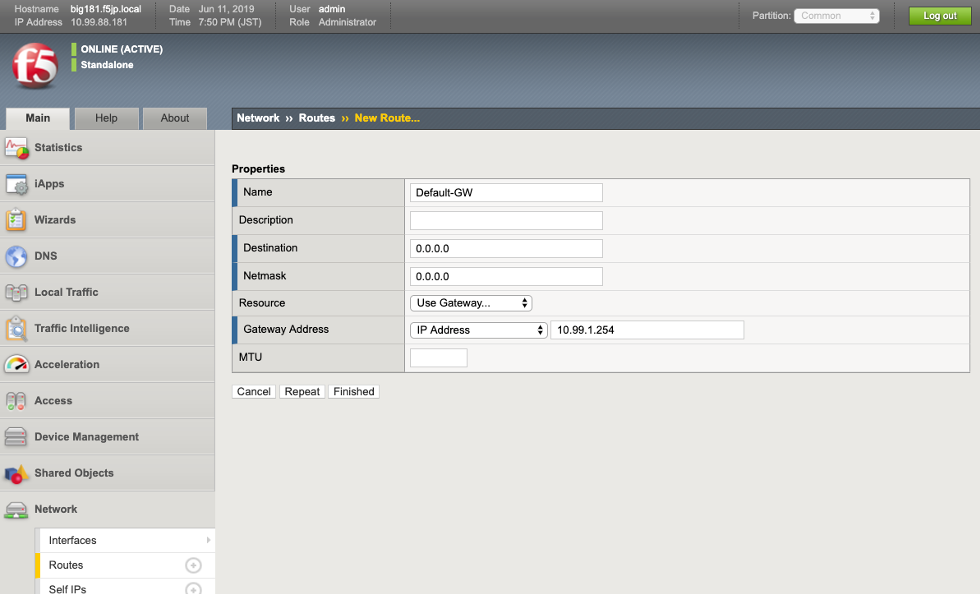 Hostname big181.f5jp.local Date Jun 11, 2019 User admin
IP Address 10.99.88.181 Time 7:50 PM (JST) Role Administrator
Partition: Common Log out
f5
ONLINE (ACTIVE)
Standalone
Main Help About
Network ›› Routes ›› New Route...
Statistics
iApps
Wizards
DNS
Local Traffic
Traffic Intelligence
Acceleration
Access
Device Management
Shared Objects
Network
Interfaces
Routes
Self IPs
Properties
Name Default-GW
Description
Destination 0.0.0.0
Netmask 0.0.0.0
Resource Use Gateway...
Gateway Address IP Address 10.99.1.254
MTU
Cancel Repeat Finished